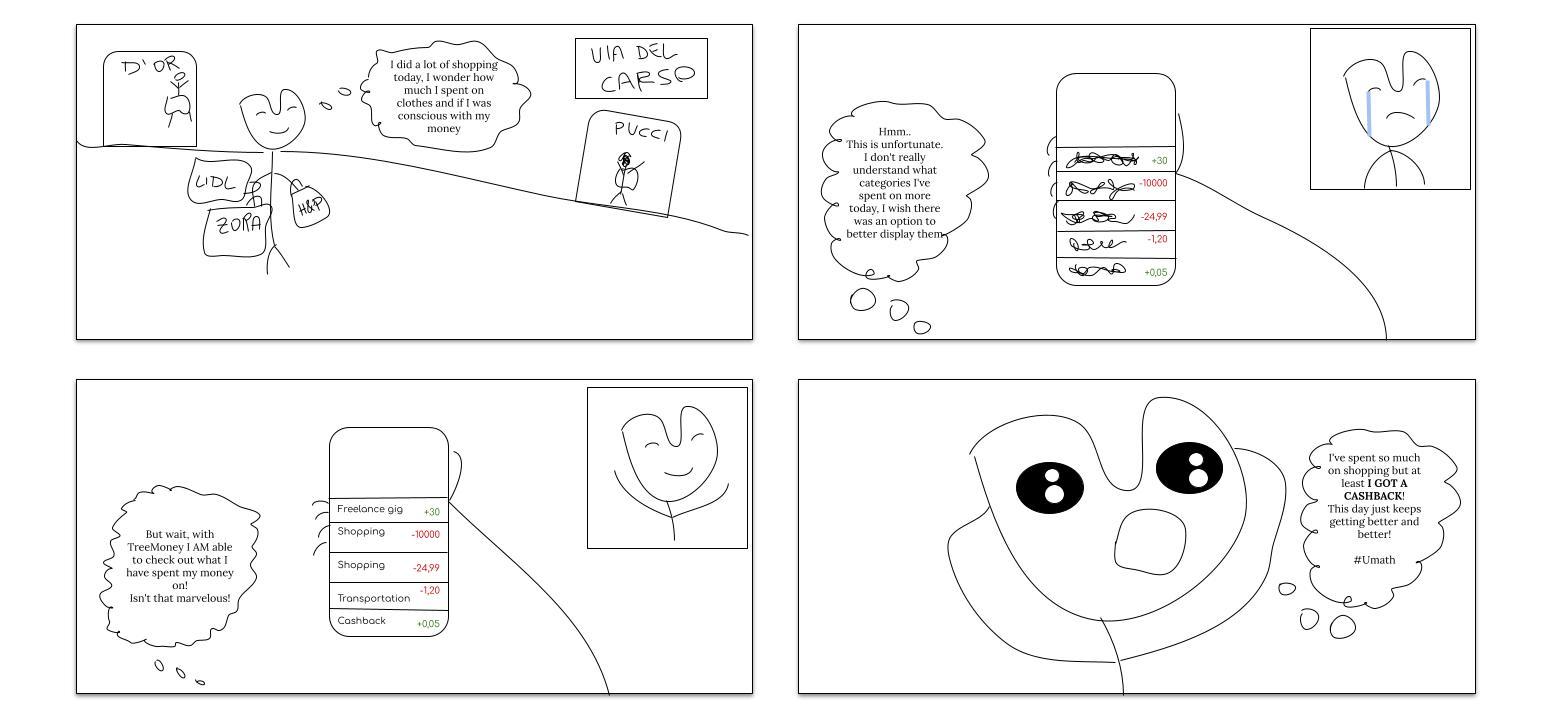 D'OR
I did a lot of shopping
today, I wonder how
much I spent on
clothes and if I was
conscious with my
money
VIA DEL
CARSO
PUCCI
LIDL
ZORA
H&P
Hmm..
This is unfortunate.
I don't really
understand what
categories I've
spent on more
today, I wish there
was an option to
better display them
+30
-10000
-24,99
-1,20
+0,05
But wait, with
TreeMoney I AM able
to check out what I
have spent my money
on!
Isn't that marvelous!
Freelance gig +30
Shopping -10000
Shopping -24,99
Transportation -1,20
Cashback +0,05
I've spent so much
on shopping but at
least I GOT A
CASHBACK!
This day just keeps
getting better and
better!
#Umath